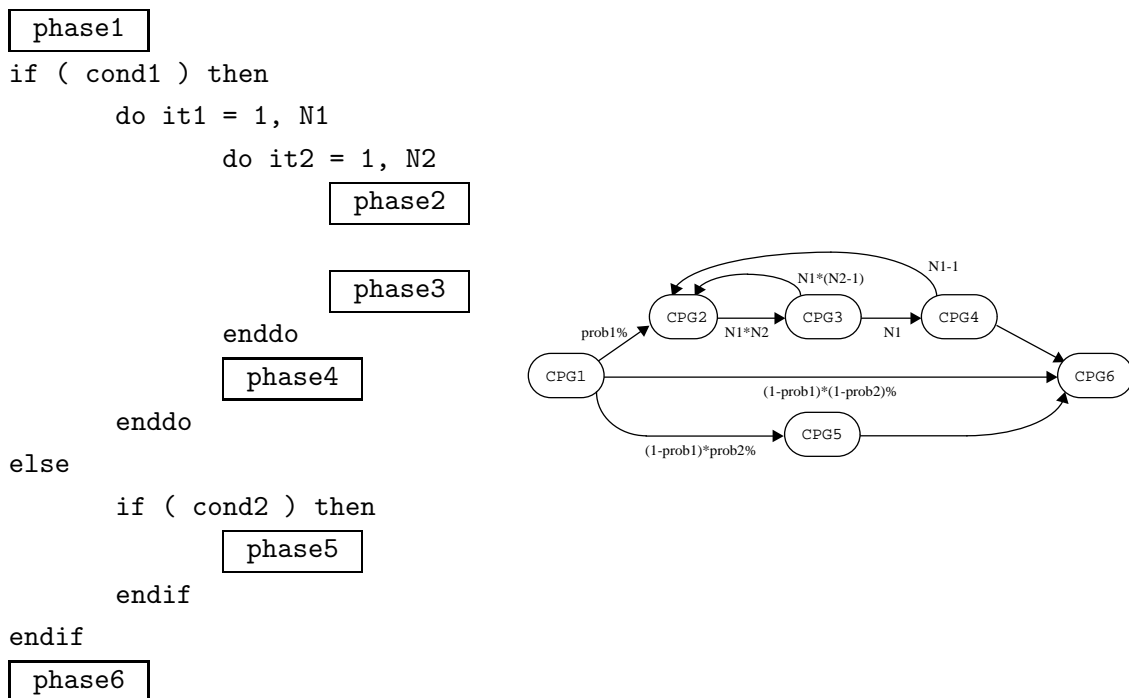 phase1
if ( cond1 ) then
do it1 = 1, N1
do it2 = 1, N2
phase2
phase3
enddo
phase4
enddo
else
if ( cond2 ) then
phase5
endif
endif
phase6
N1-1
N1*(N2-1)
CPG2
CPG3
CPG4
prob1%
N1*N2
N1
CPG1
CPG6
(1-prob1)*(1-prob2)%
CPG5
(1-prob1)*prob2%